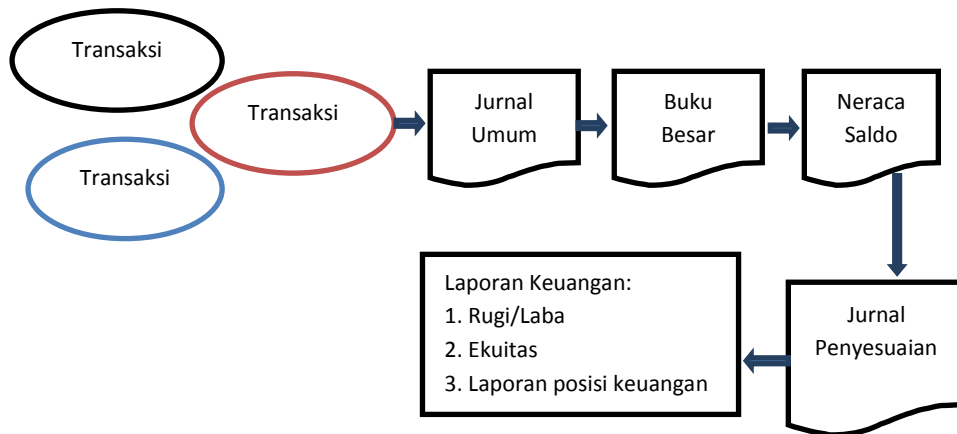 Transaksi
Transaksi
Transaksi
Jurnal
Umum
Buku
Besar
Neraca
Saldo
Jurnal
Penyesuaian
Laporan Keuangan:
1. Rugi/Laba
2. Ekuitas
3. Laporan posisi keuangan